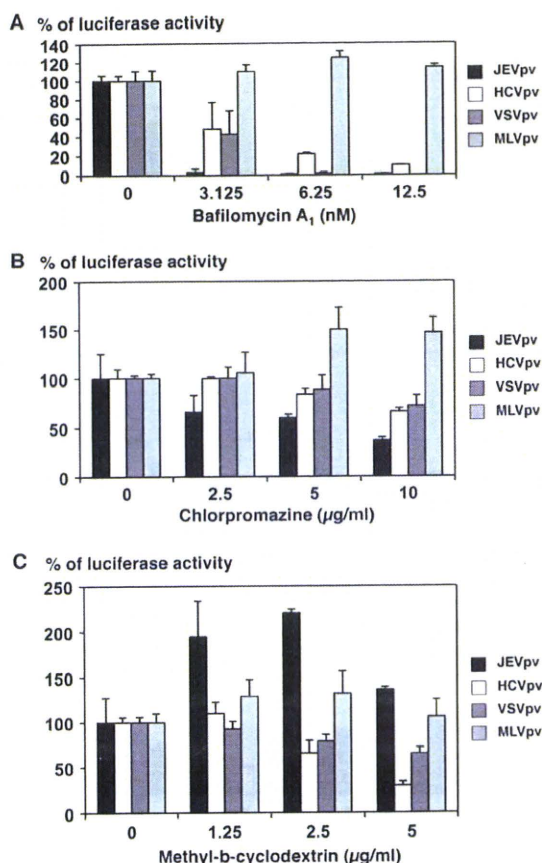 A % of luciferase activity
140
120
100
80
60
40
20
0
0 3.125 6.25 12.5
Bafilomycin A1 (nM)
JEVpv
HCVpv
VSVpv
MLVpv
B % of luciferase activity
200
150
100
50
0
0 2.5 5 10
Chlorpromazine (µg/ml)
JEVpv
HCVpv
VSVpv
MLVpv
C % of luciferase activity
250
200
150
100
50
0
0 1.25 2.5 5
Methyl-b-cyclodextrin (µg/ml)
JEVpv
HCVpv
VSVpv
MLVpv